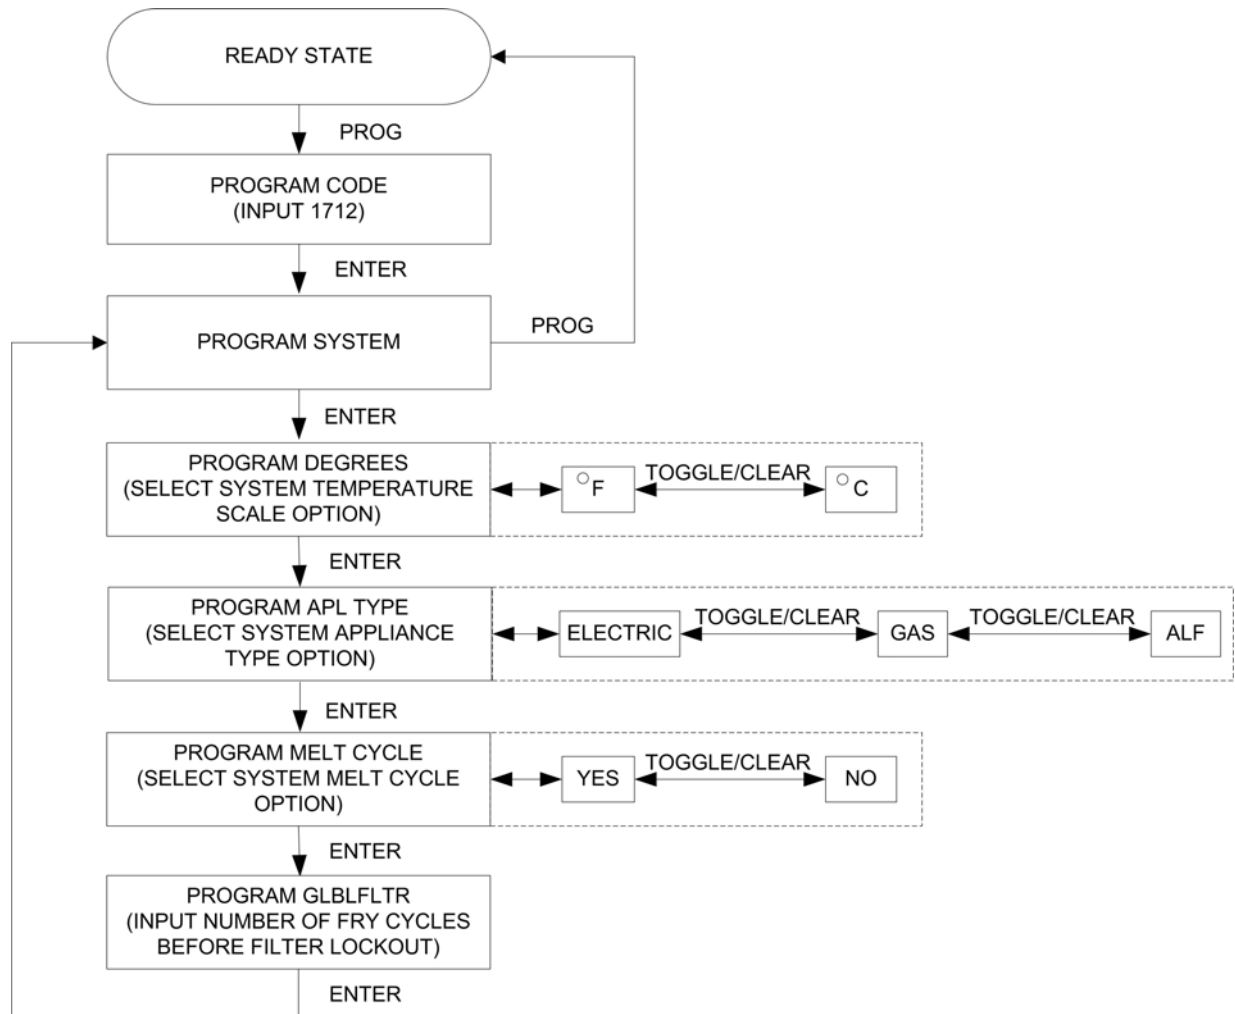 READY STATE
PROG
PROGRAM CODE
(INPUT 1712)
ENTER
PROGRAM SYSTEM
PROG
ENTER
PROGRAM DEGREES
(SELECT SYSTEM TEMPERATURE
SCALE OPTION)
°F
TOGGLE/CLEAR
°C
ENTER
PROGRAM APL TYPE
(SELECT SYSTEM APPLIANCE
TYPE OPTION)
ELECTRIC
TOGGLE/CLEAR
GAS
TOGGLE/CLEAR
ALF
ENTER
PROGRAM MELT CYCLE
(SELECT SYSTEM MELT CYCLE
OPTION)
YES
TOGGLE/CLEAR
NO
ENTER
PROGRAM GLBLFLTR
(INPUT NUMBER OF FRY CYCLES
BEFORE FILTER LOCKOUT)
ENTER